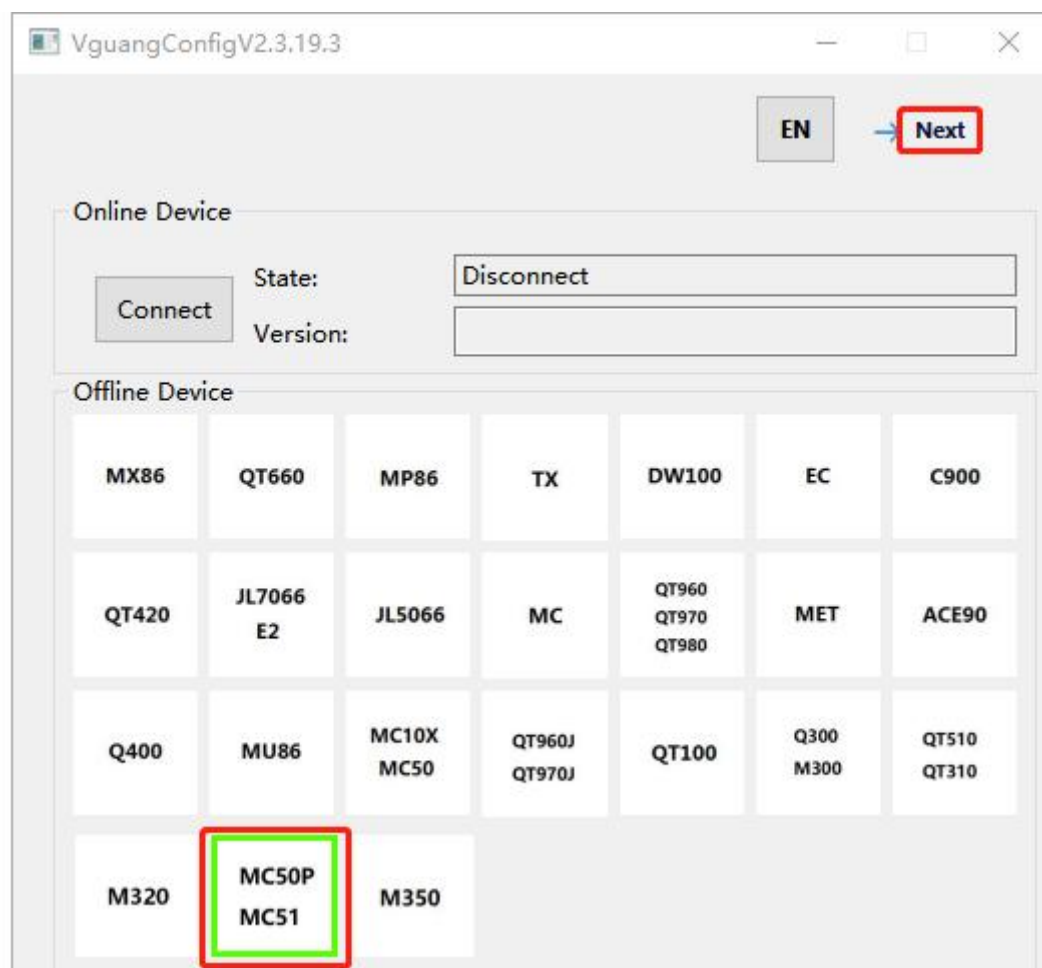 VguangConfigV2.3.19.3
EN
Next
Online Device
Connect
State:
Disconnect
Version:
Offline Device
MX86
QT660
MP86
TX
DW100
EC
C900
QT420
JL7066
E2
JL5066
MC
QT960
QT970
QT980
MET
ACE90
Q400
MU86
MC10X
MC50
QT960J
QT970J
QT100
Q300
M300
QT510
QT310
M320
MC50P
MC51
M350